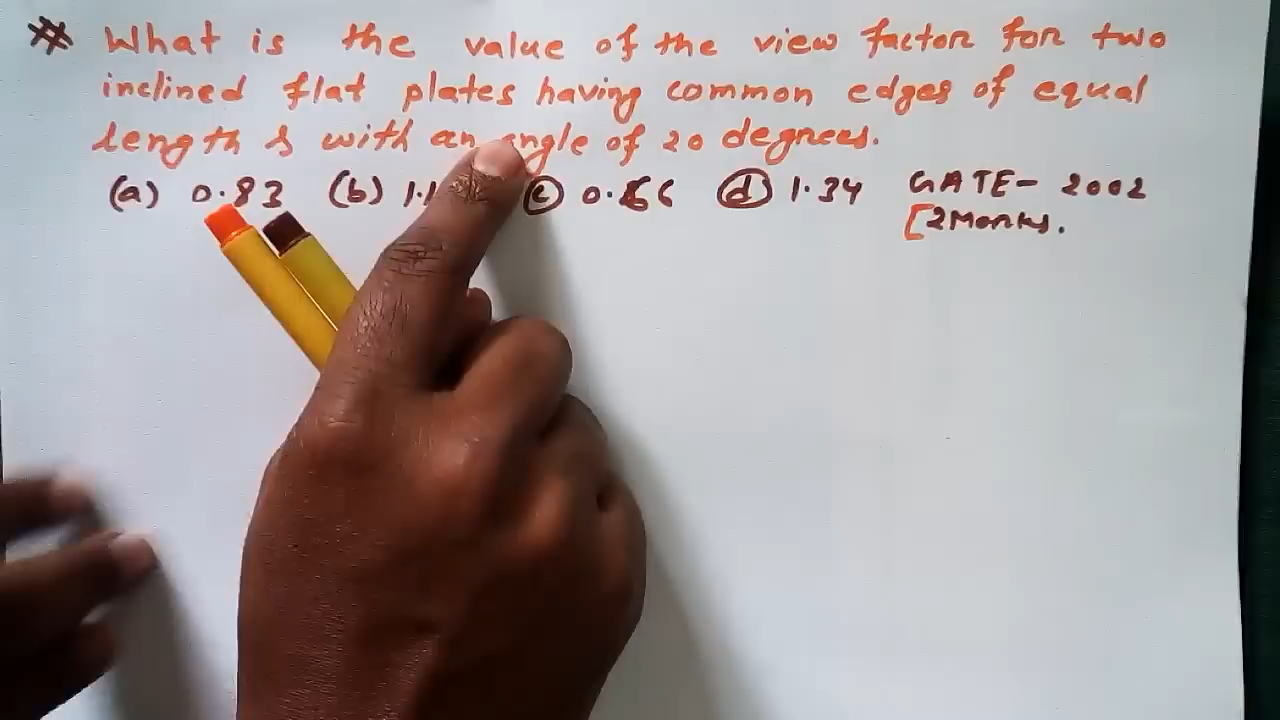 * What is the value of the view factor for two
inclined flat plates having common edges of equal
length & with an angle of 20 degrees.
(a) 0.83 (b) 1.1 (c) 0.66 (d) 1.34 GATE- 2002
[2Marks.